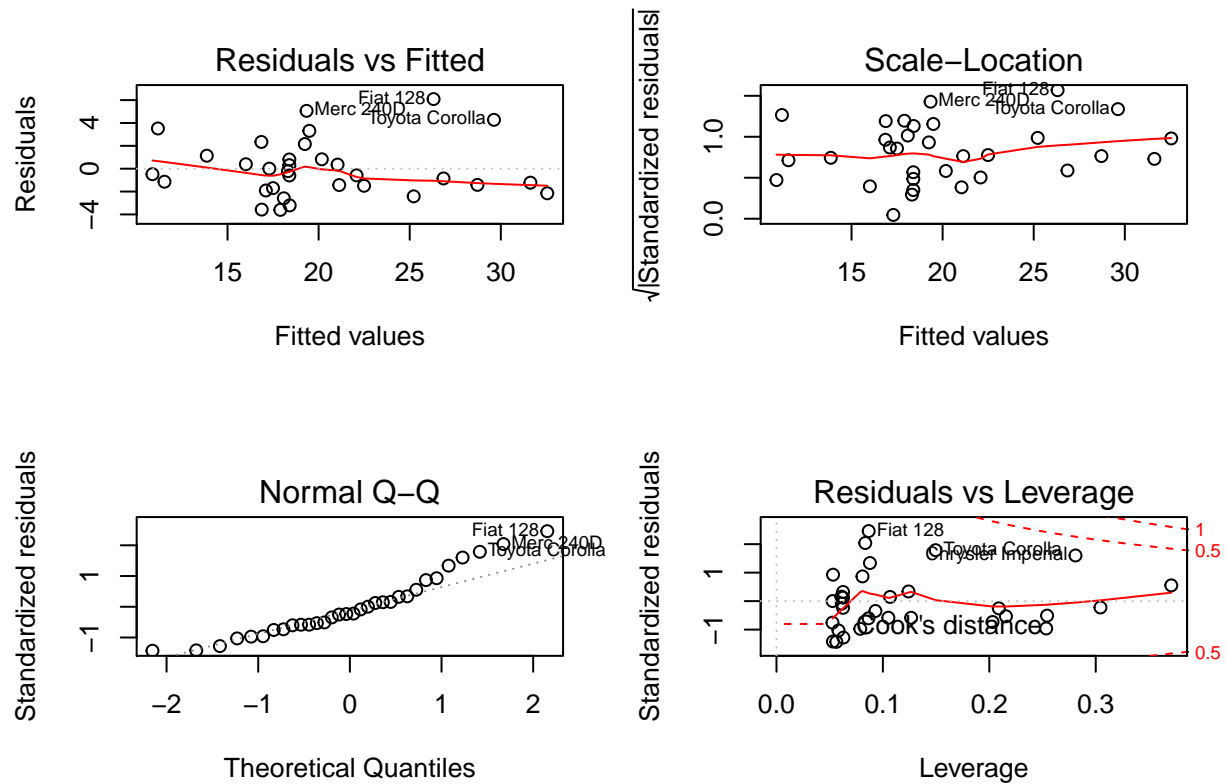 Residuals vs Fitted
Residuals
4
0
−4
Fiat 128
Merc 240D
Toyota Corolla
15 20 25 30
Fitted values
Scale−Location
√|Standardized residuals|
1.0
0.0
Fiat 128
Merc 240D
Toyota Corolla
15 20 25 30
Fitted values
Normal Q−Q
Standardized residuals
1
−1
Fiat 128
Merc 240D
Toyota Corolla
−2 −1 0 1 2
Theoretical Quantiles
Residuals vs Leverage
Standardized residuals
1
−1
Fiat 128
Toyota Corolla
Chrysler Imperial
Cook's distance
1
0.5
0.5
0.0 0.1 0.2 0.3
Leverage